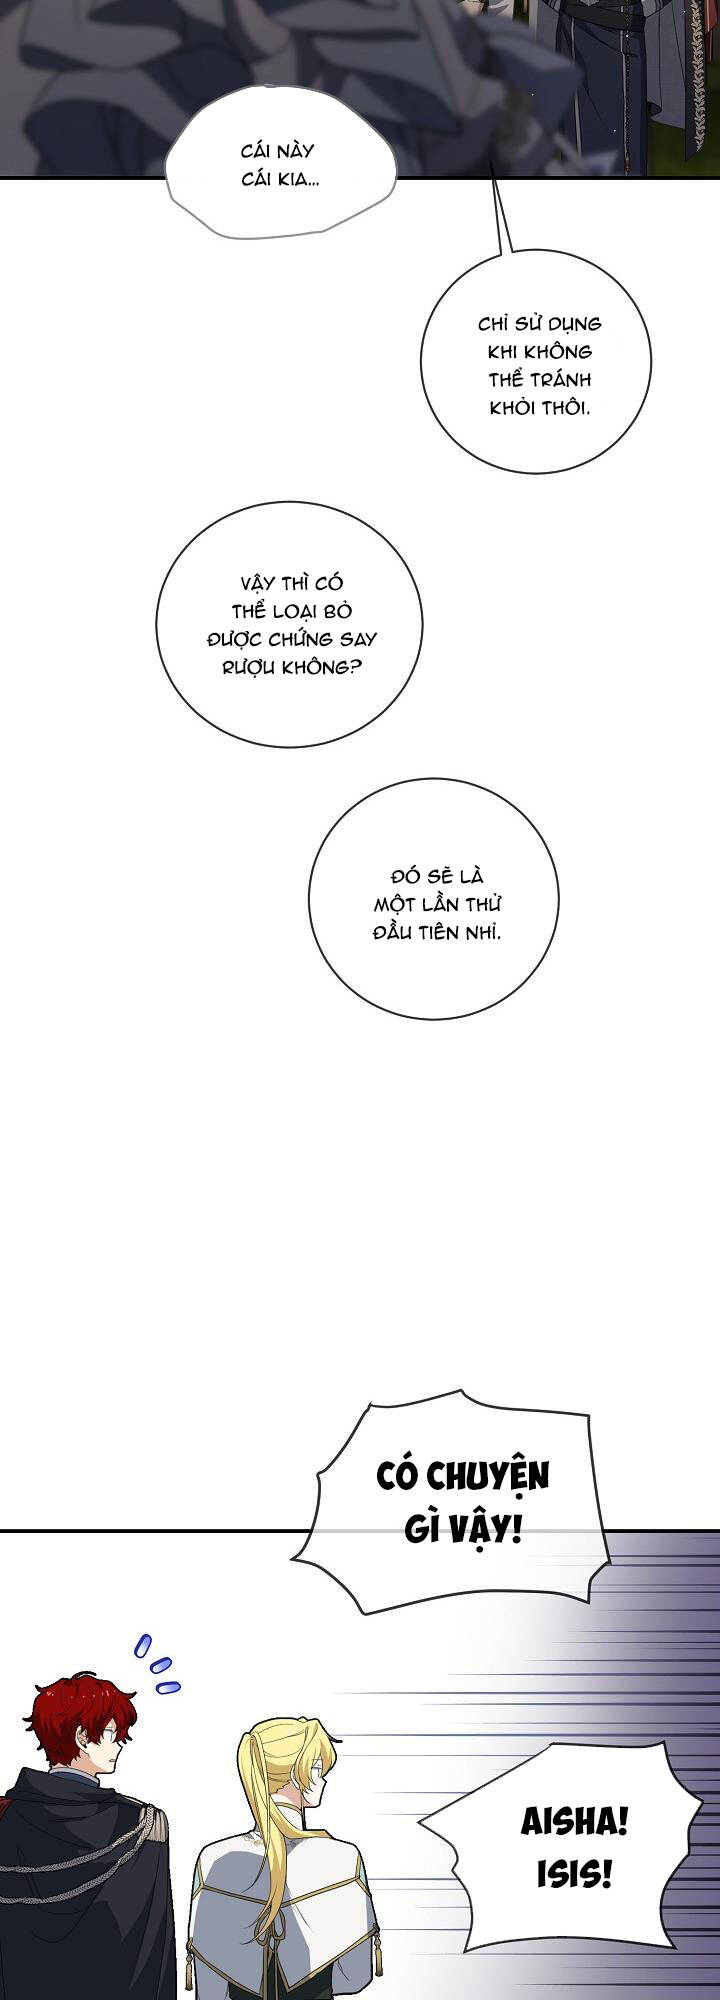 CÁI NÀY
CÁI KIA...
CHỈ SỬ DỤNG
KHI KHÔNG
THỂ TRÁNH
KHỎI THÔI.
VẬY THÌ CÓ
THỂ LOẠI BỎ
ĐƯỢC CHỨNG SAY
RƯỢU KHÔNG?
ĐÓ SẼ LÀ
MỘT LẦN THỬ
ĐẦU TIÊN NHỈ.
CÓ CHUYỆN
GÌ VẬY!
AISHA!
ISIS!